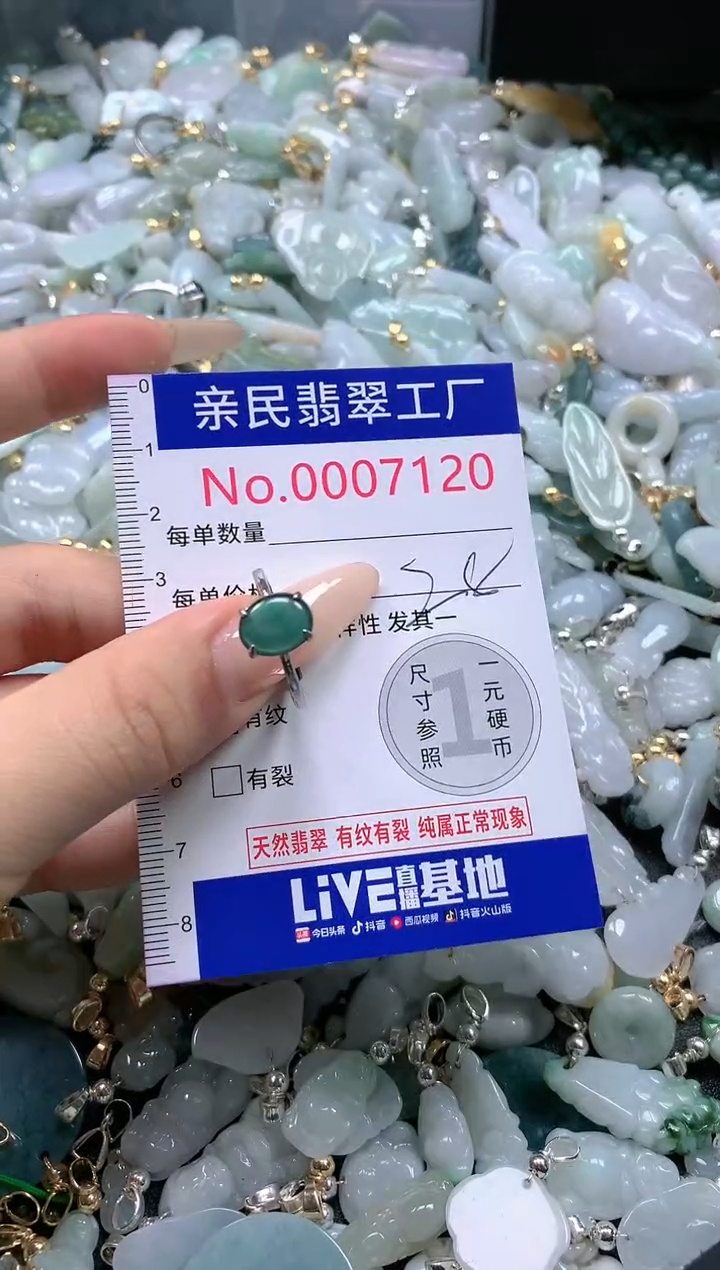 0
亲民翡翠工厂
1
No.0007120
2
每单数量
3
每单价
样性 发其一
尺寸参照
1
一元硬币
有纹
6
有裂
天然翡翠 有纹有裂 纯属正常现象
7
LiVE直播基地
8
头条 今日头条 抖音 西瓜视频 抖音火山版